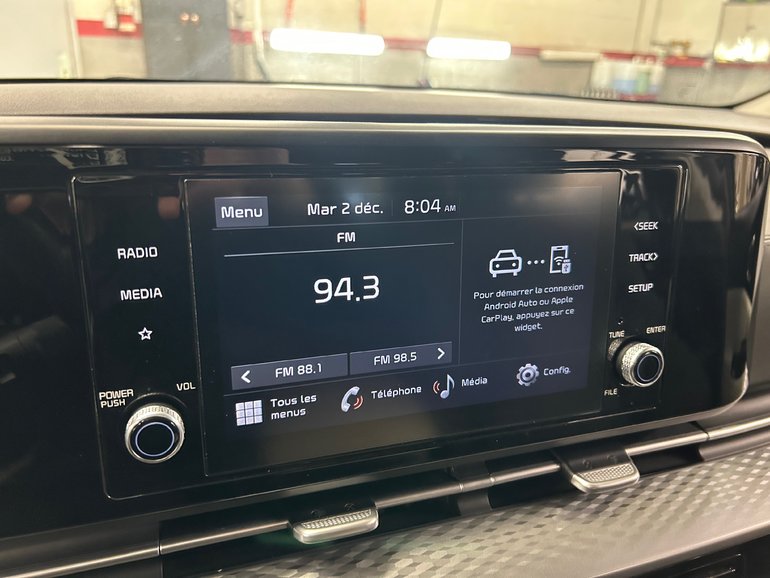 Menu Mar 2 déc. 8:04 AM
FM
94.3
FM 88.1
FM 98.5
Pour démarrer la connexion
Android Auto ou Apple
CarPlay, appuyez sur ce
widget.
Tous les
menus
Téléphone
Média
Config.
RADIO
MEDIA
POWER
PUSH
VOL
<SEEK
TRACK>
SETUP
TUNE
ENTER
FILE